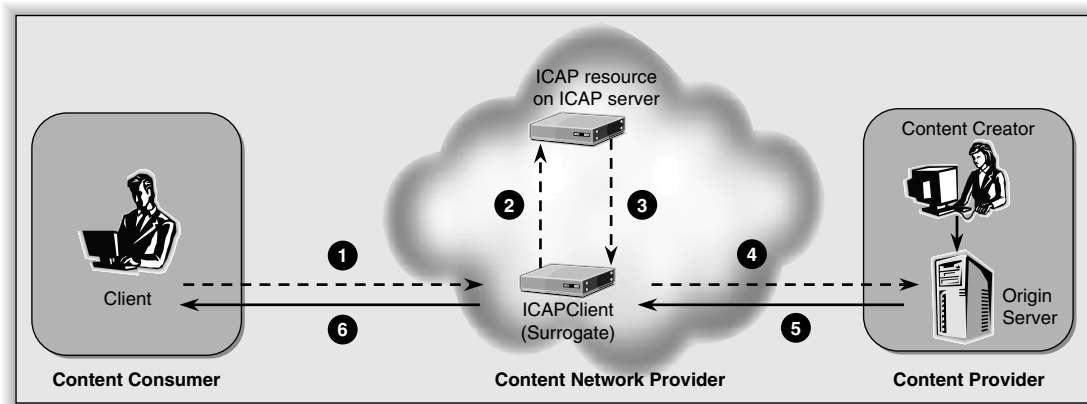 ICAP resource
on ICAP server
Content Creator
2
3
1
4
Client
ICAPClient
(Surrogate)
Origin
Server
6
5
Content Consumer
Content Network Provider
Content Provider